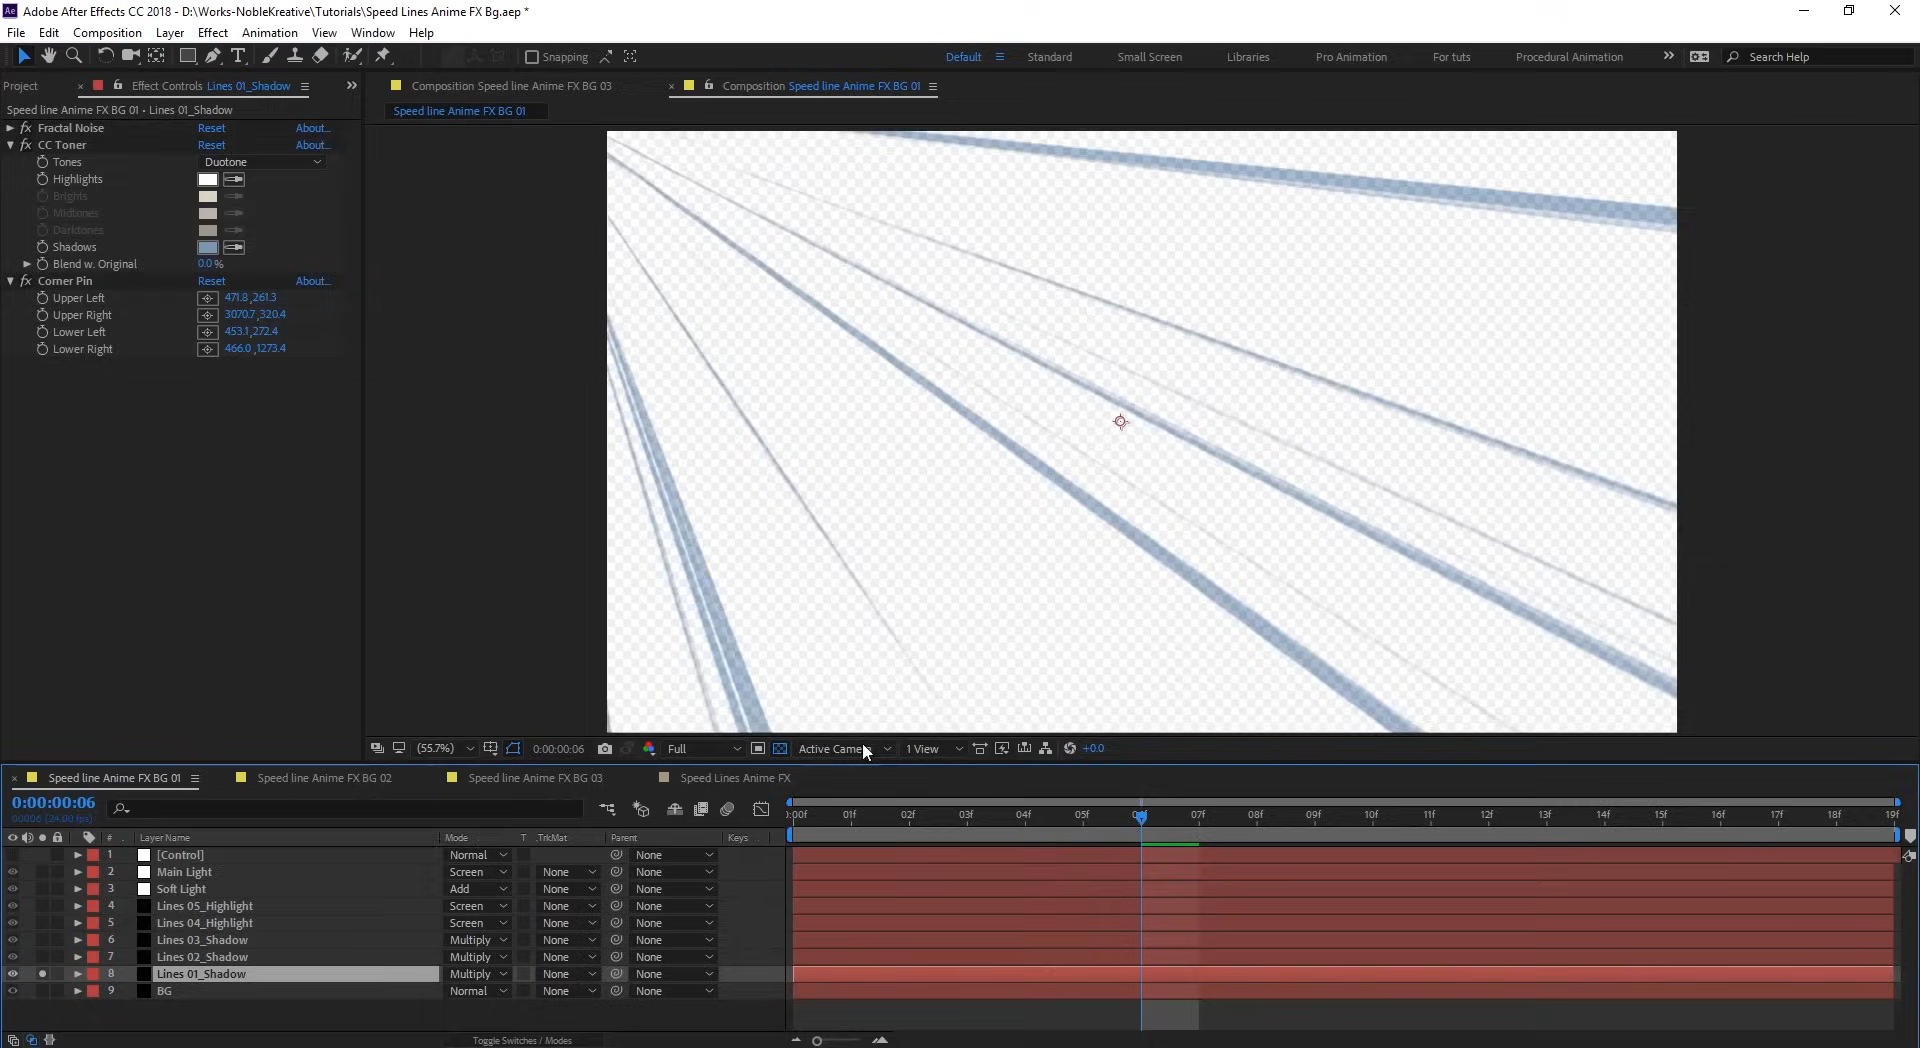 Adobe After Effects CC 2018 - D:\Works-NobleKreative\Tutorials\Speed Lines Anime FX Bg.aep *
File Edit Composition Layer Effect Animation View Window Help
Snapping Default Standard Small Screen Libraries Pro Animation For tuts Procedural Animation Search Help
Project Effect Controls Lines 01_Shadow Composition Speed line Anime FX BG 03 Composition Speed line Anime FX BG 01
Speed line Anime FX BG 01 • Lines 01_Shadow Speed line Anime FX BG 01
fx Fractal Noise Reset About...
fx CC Toner Reset About...
Tones Duotone
Highlights
Brights
Midtones
Darktones
Shadows
Blend w. Original 0.0 %
fx Corner Pin Reset About...
Upper Left 471.8 ,261.3
Upper Right 3070.7 ,320.4
Lower Left 453.1 ,272.4
Lower Right 466.0 ,1273.4
(55.7%) 0:00:00:06 Full Active Camera 1 View +0.0
Speed line Anime FX BG 01 Speed line Anime FX BG 02 Speed line Anime FX BG 03 Speed Lines Anime FX
0:00:00:06
00006 (24.00 fps)
:00f 01f 02f 03f 04f 05f 07f 08f 09f 10f 11f 12f 13f 14f 15f 16f 17f 18f 19f
# Layer Name Mode T .TrkMat Parent Keys
1 [Control] Normal None
2 Main Light Screen None None
3 Soft Light Add None None
4 Lines 05_Highlight Screen None None
5 Lines 04_Highlight Screen None None
6 Lines 03_Shadow Multiply None None
7 Lines 02_Shadow Multiply None None
8 Lines 01_Shadow Multiply None None
9 BG Normal None None
Toggle Switches / Modes